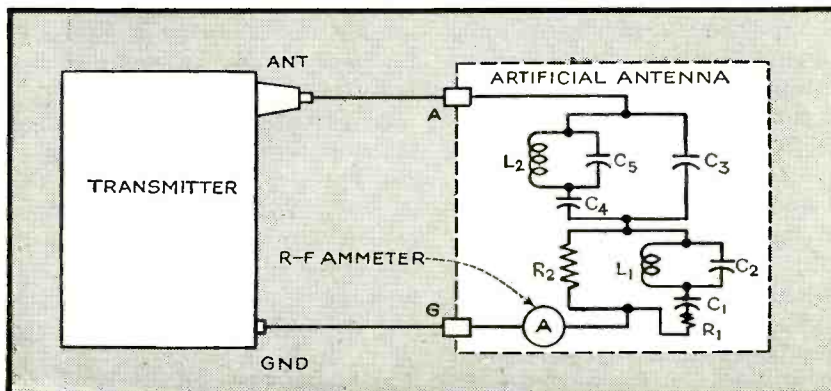 ANT
ARTIFICIAL ANTENNA
A
L2
C5
C3
C4
TRANSMITTER
R-F AMMETER
R2
L1
C2
C1
R1
G
A
GND